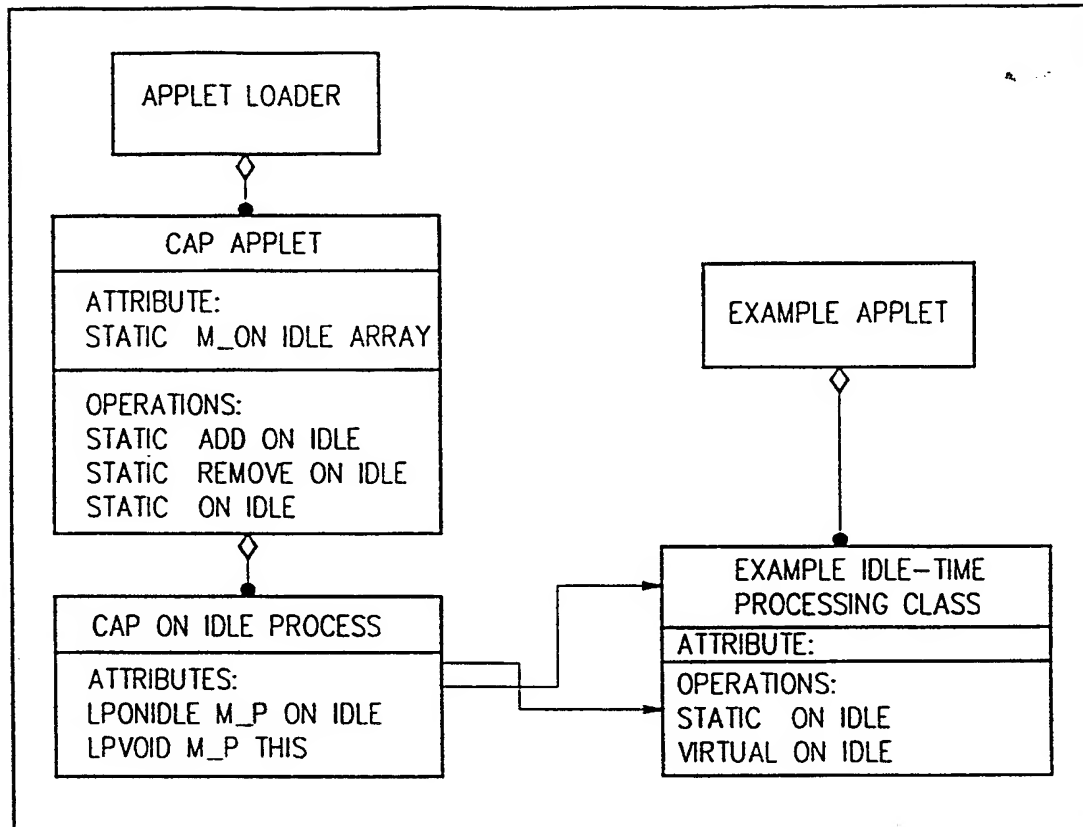 APPLET LOADER
CAP APPLET
ATTRIBUTE:
STATIC M_ON IDLE ARRAY
OPERATIONS:
STATIC ADD ON IDLE
STATIC REMOVE ON IDLE
STATIC ON IDLE
CAP ON IDLE PROCESS
ATTRIBUTES:
LPONIDLE M_P ON IDLE
LPVOID M_P THIS
EXAMPLE APPLET
EXAMPLE IDLE-TIME
PROCESSING CLASS
ATTRIBUTE:
OPERATIONS:
STATIC ON IDLE
VIRTUAL ON IDLE